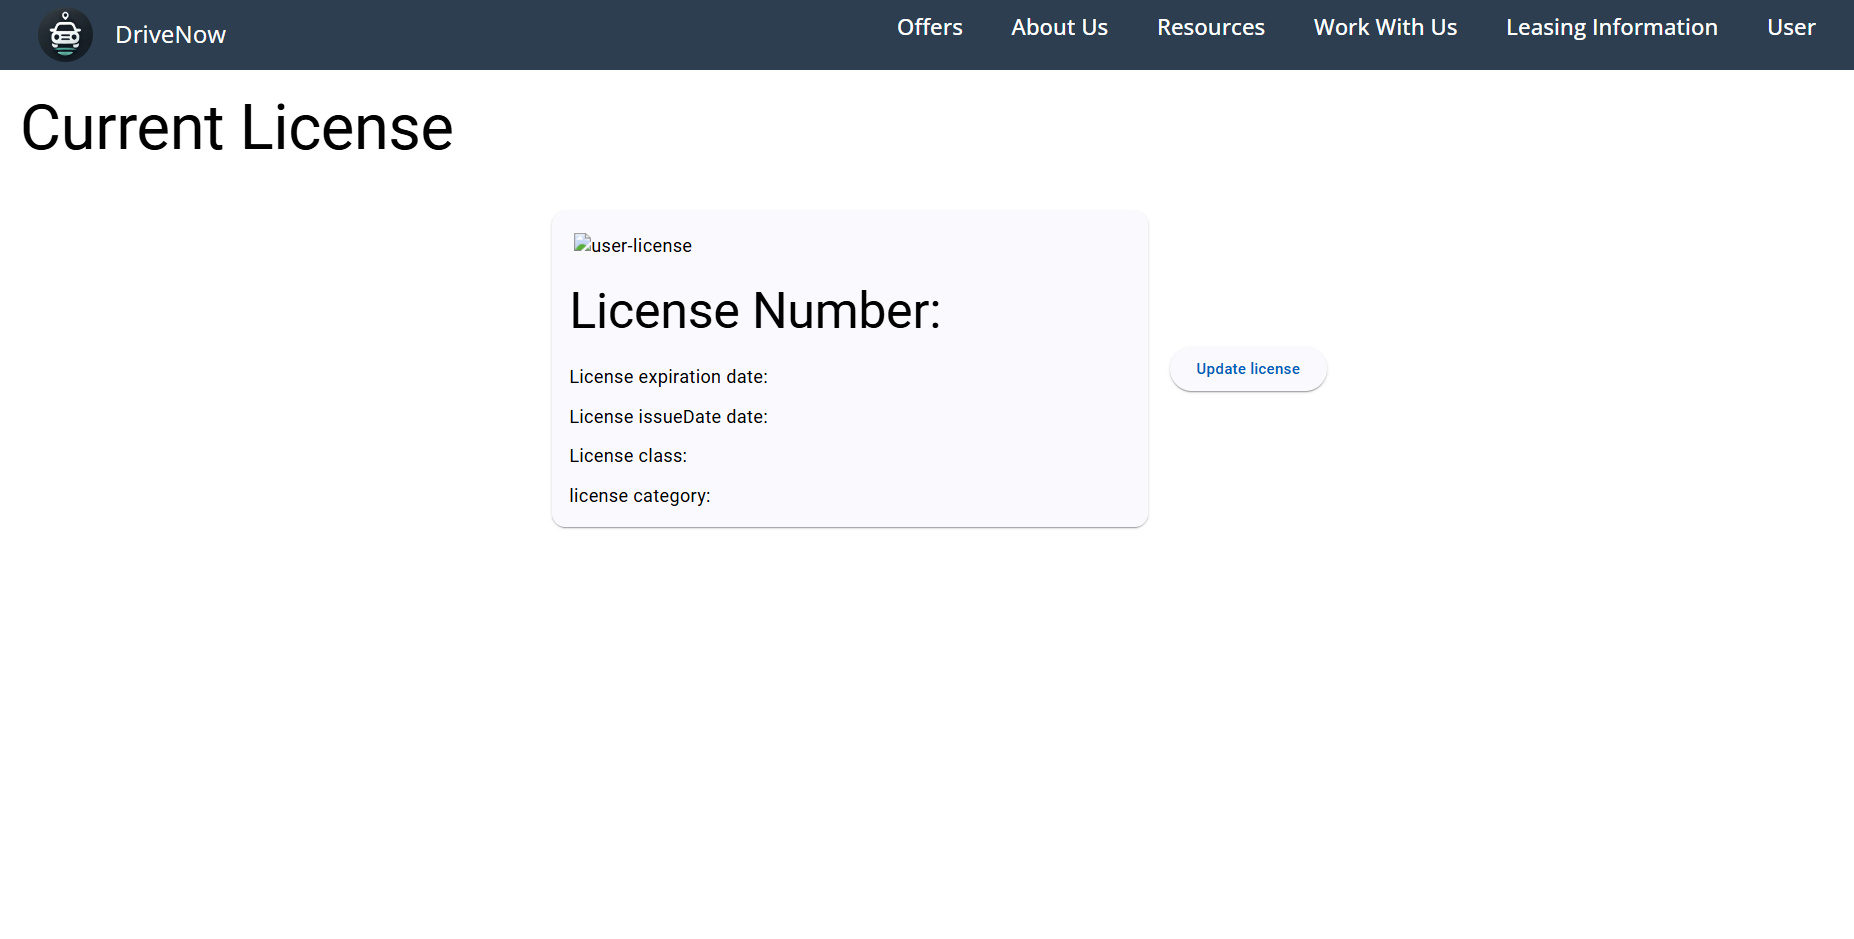 DriveNow
Offers About Us Resources Work With Us Leasing Information User
Current License
user-license
License Number:
License expiration date:
License issueDate date:
License class:
license category:
Update license